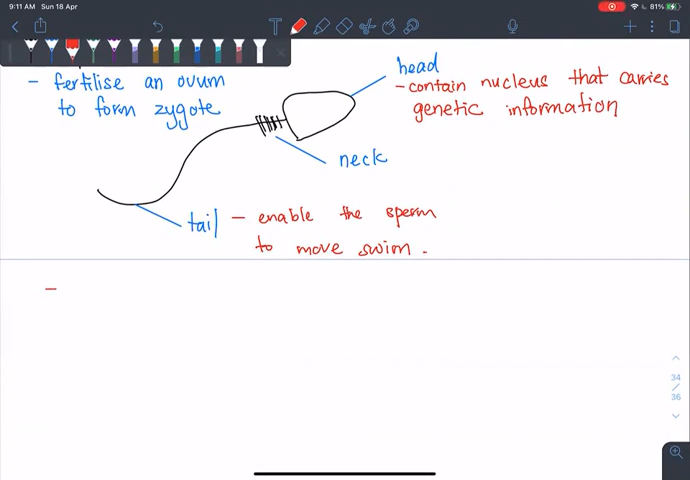 9:11 AM Sun 18 Apr
81%
head
- fertilise an ovum
to form zygote
- contain nucleus that carries
genetic information
neck
tail - enable the sperm
to move swim.
-
34
/
36